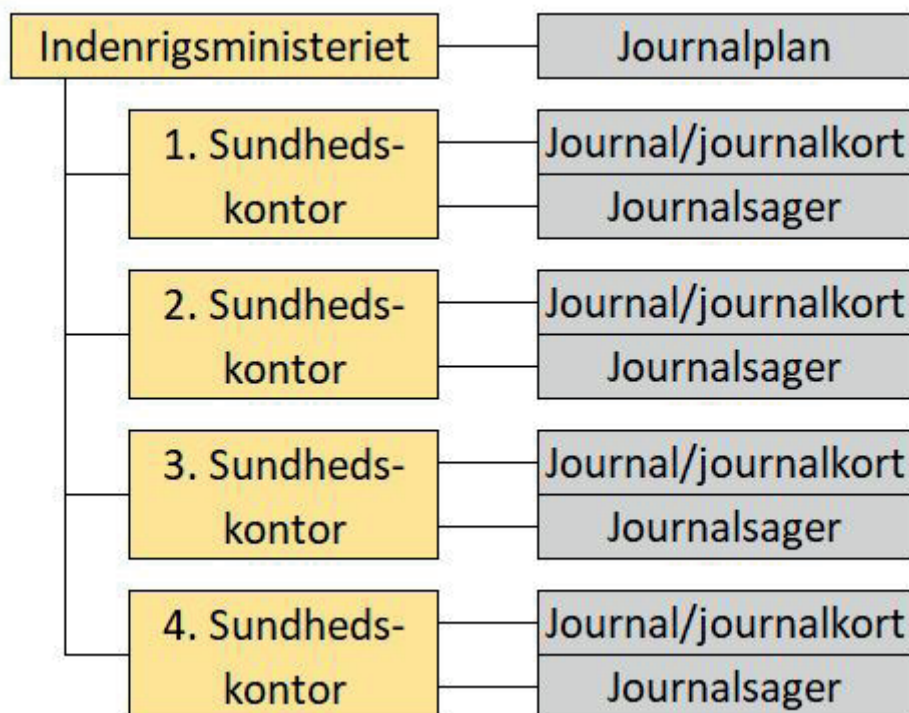 Indenrigsministeriet
Journalplan
1. Sundheds-
kontor
Journal/journalkort
Journalsager
2. Sundheds-
kontor
Journal/journalkort
Journalsager
3. Sundheds-
kontor
Journal/journalkort
Journalsager
4. Sundheds-
kontor
Journal/journalkort
Journalsager